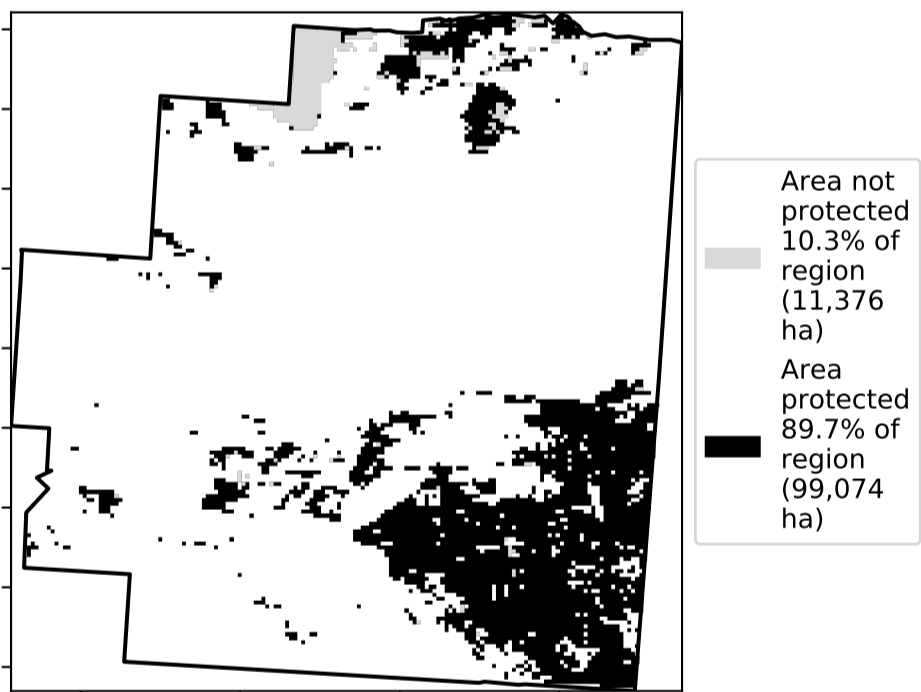 Area not
protected
10.3% of
region
(11,376
ha)
Area
protected
89.7% of
region
(99,074
ha)